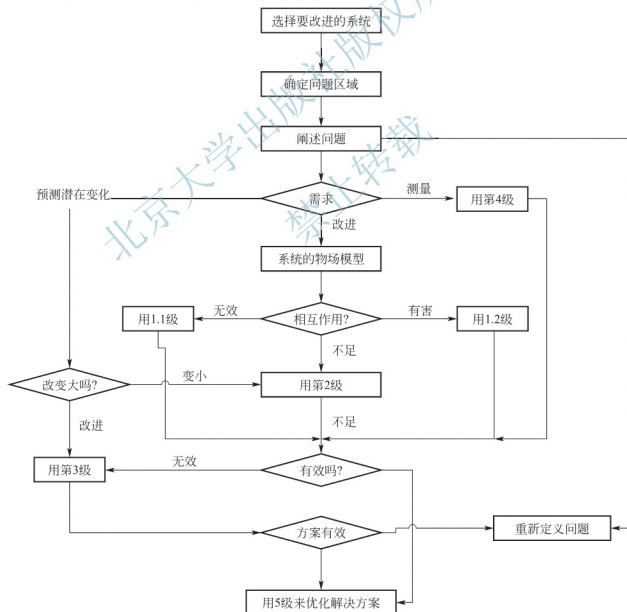 选择要改进的系统
确定问题区域
阐述问题
预测潜在变化
需求
测量
用第4级
改进
系统的物场模型
用1.1级
无效
相互作用?
有害
用1.2级
不足
改变大吗?
变小
用第2级
改进
不足
用第3级
无效
有效吗?
方案有效
重新定义问题
用5级来优化解决方案
北京大学出版社版权所
禁止转载